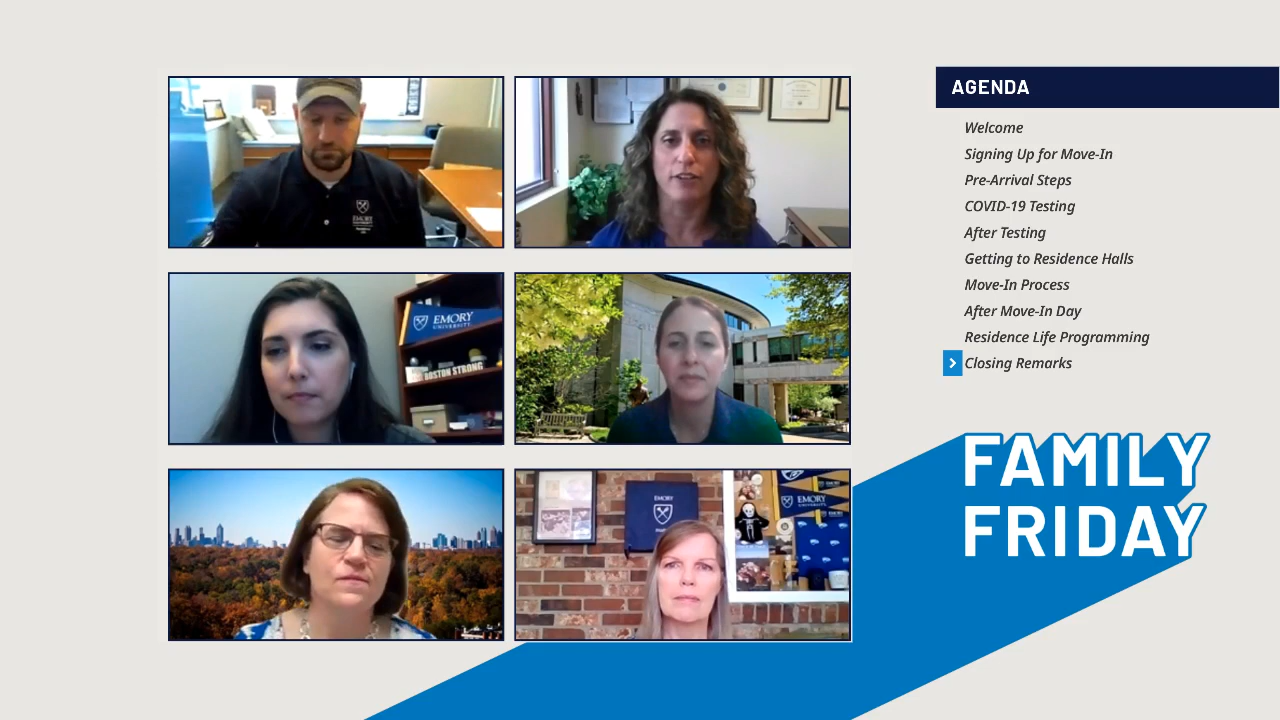 AGENDA
Welcome
Signing Up for Move-In
Pre-Arrival Steps
COVID-19 Testing
After Testing
Getting to Residence Halls
Move-In Process
After Move-In Day
Residence Life Programming
Closing Remarks
FAMILY
FRIDAY
EMORY
UNIVERSITY
EMORY
UNIVERSITY
BOSTON STRONG
EMORY
EMORY